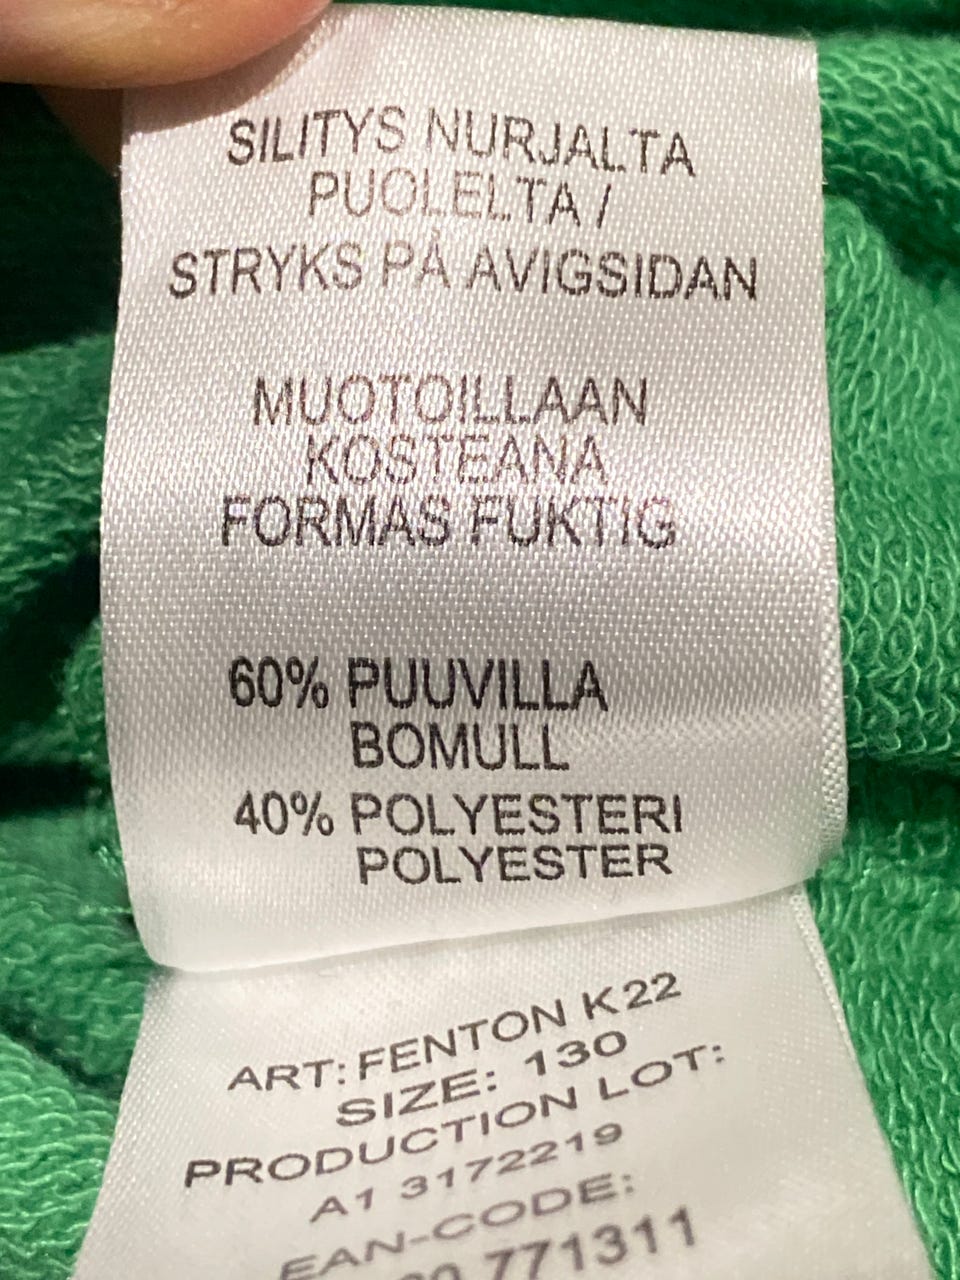 SILITYS NURJALTA
PUOLELTA /
STRYKS PÅ AVIGSIDAN
MUOTOILLAAN
KOSTEANA
FORMAS FUKTIG
60% PUUVILLA
BOMULL
40% POLYESTERI
POLYESTER
ART: FENTON K22
SIZE: 130
PRODUCTION LOT:
A1 3172219
EAN-CODE:
771311